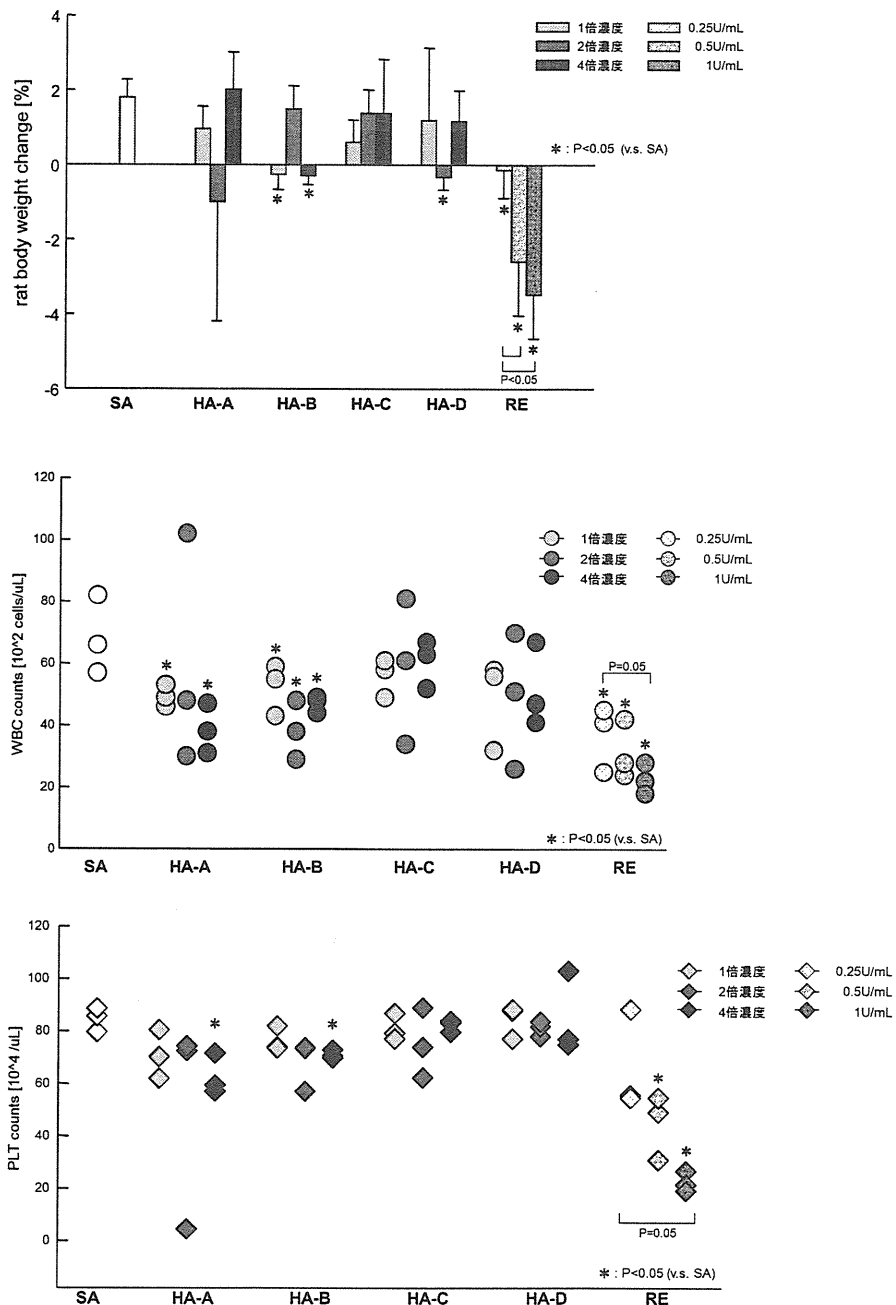 4
2
0
-2
-4
-6
rat body weight change [%]
1倍濃度 0.25U/mL
2倍濃度 0.5U/mL
4倍濃度 1U/mL
* : P<0.05 (v.s. SA)
* * * * * *
P<0.05
SA HA-A HA-B HA-C HA-D RE
120
100
80
60
40
20
0
WBC counts [10^2 cells/uL]
1倍濃度 0.25U/mL
2倍濃度 0.5U/mL
4倍濃度 1U/mL
P=0.05
* * * * * * * *
* : P<0.05 (v.s. SA)
SA HA-A HA-B HA-C HA-D RE
120
100
80
60
40
20
0
PLT counts [10^4 /uL]
1倍濃度 0.25U/mL
2倍濃度 0.5U/mL
4倍濃度 1U/mL
* * * *
P=0.05
* : P<0.05 (v.s. SA)
SA HA-A HA-B HA-C HA-D RE